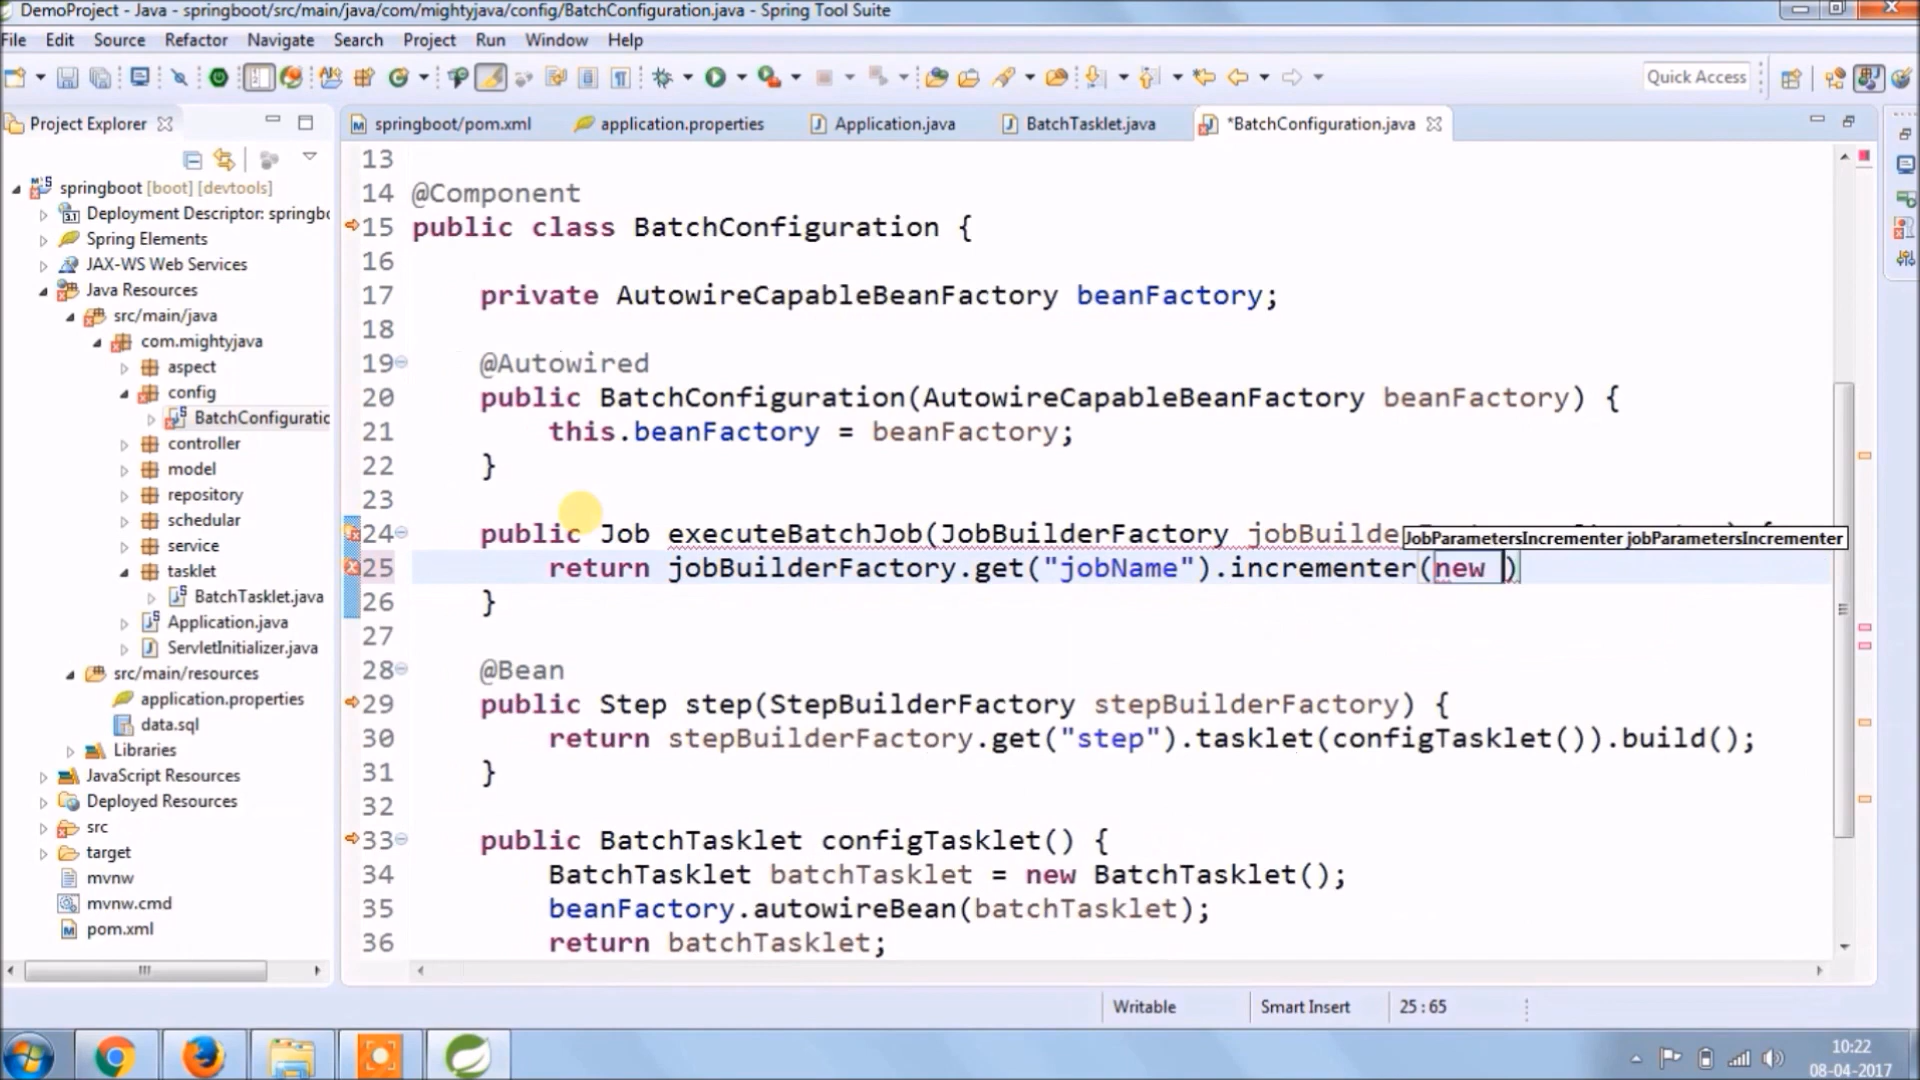 DemoProject - Java - springboot/src/main/java/com/mightyjava/config/BatchConfiguration.java - Spring Tool Suite
File Edit Source Refactor Navigate Search Project Run Window Help
Quick Access
Project Explorer
springboot/pom.xml application.properties Application.java BatchTasklet.java *BatchConfiguration.java
springboot [boot] [devtools]
Deployment Descriptor: springbo
Spring Elements
JAX-WS Web Services
Java Resources
src/main/java
com.mightyjava
aspect
config
BatchConfiguratio
controller
model
repository
schedular
service
tasklet
BatchTasklet.java
Application.java
ServletInitializer.java
src/main/resources
application.properties
data.sql
Libraries
JavaScript Resources
Deployed Resources
src
target
mvnw
mvnw.cmd
pom.xml
13
14 @Component
15 public class BatchConfiguration {
16
17 private AutowireCapableBeanFactory beanFactory;
18
19 @Autowired
20 public BatchConfiguration(AutowireCapableBeanFactory beanFactory) {
21 this.beanFactory = beanFactory;
22 }
23
24 public Job executeBatchJob(JobBuilderFactory jobBuilde
JobParametersIncrementer jobParametersIncrementer
25 return jobBuilderFactory.get("jobName").incrementer(new )
26 }
27
28 @Bean
29 public Step step(StepBuilderFactory stepBuilderFactory) {
30 return stepBuilderFactory.get("step").tasklet(configTasklet()).build();
31 }
32
33 public BatchTasklet configTasklet() {
34 BatchTasklet batchTasklet = new BatchTasklet();
35 beanFactory.autowireBean(batchTasklet);
36 return batchTasklet;
Writable Smart Insert 25 : 65
10:22
08-04-2017